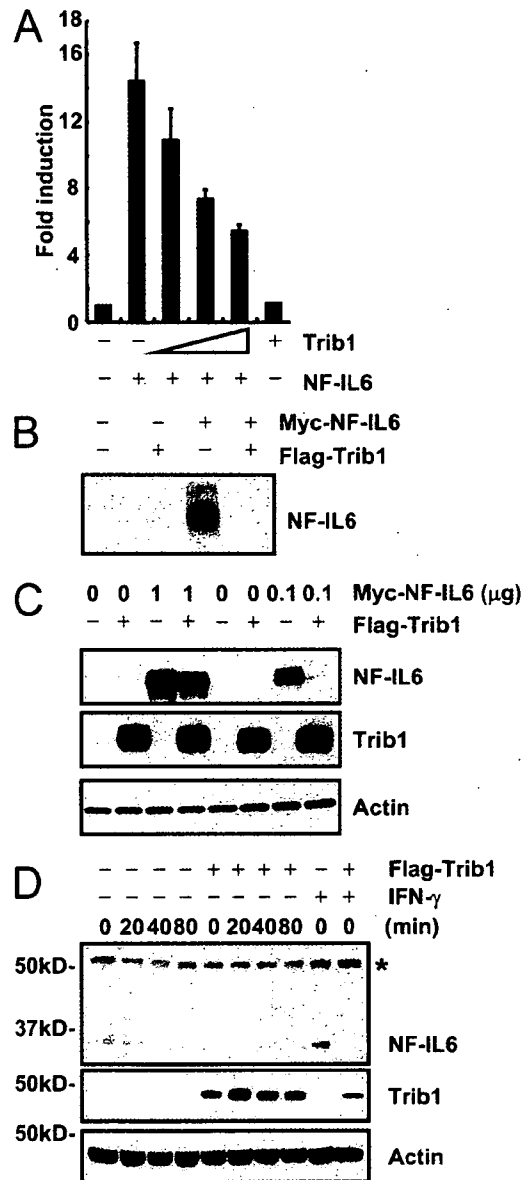 A
18
16
12
8
4
0
Fold induction
− − + Trib1
− + + + + − NF-IL6
B
− − + + Myc-NF-IL6
− + − + Flag-Trib1
NF-IL6
C
0 0 1 1 0 0 0.1 0.1 Myc-NF-IL6 (μg)
− + − + − + − + Flag-Trib1
NF-IL6
Trib1
Actin
D
− − − − + + + + − + Flag-Trib1
− − − − − − − − + + IFN-γ
0 20 40 80 0 20 40 80 0 0 (min)
50kD- *
37kD-
NF-IL6
50kD-
Trib1
50kD-
Actin